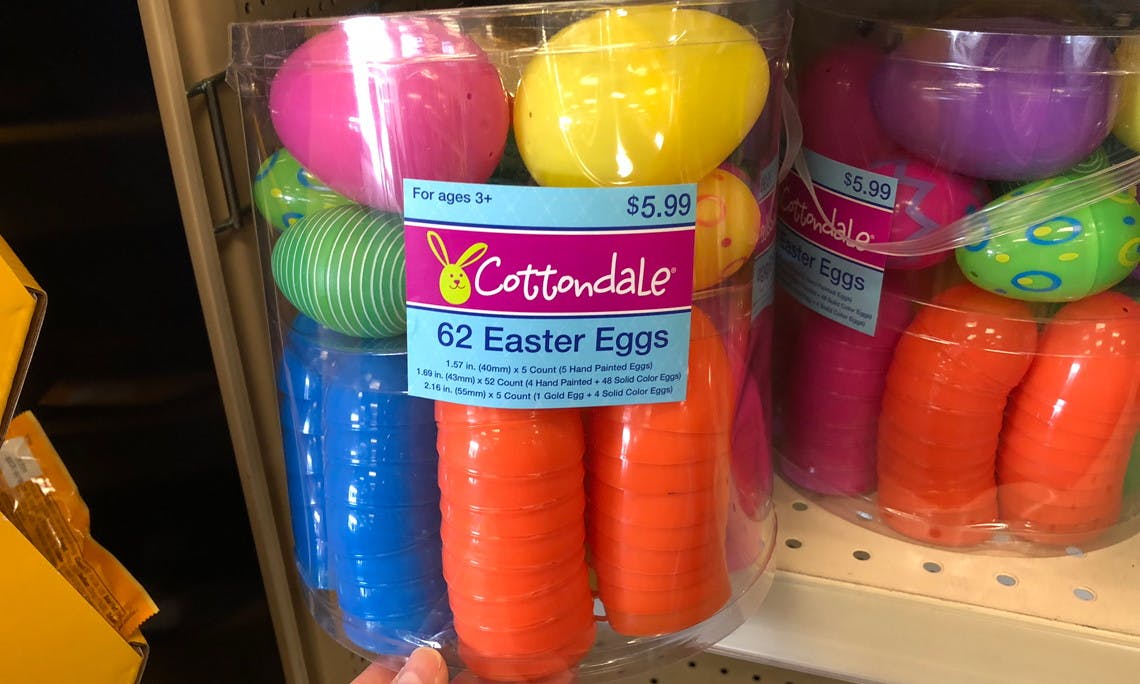 For ages 3+
$5.99
Cottondale®
62 Easter Eggs
1.57 in. (40mm) x 5 Count (5 Hand Painted Eggs)
1.69 in. (43mm) x 52 Count (4 Hand Painted + 48 Solid Color Eggs)
2.16 in. (55mm) x 5 Count (1 Gold Egg + 4 Solid Color Eggs)
$5.99
Cottondale
Easter Eggs